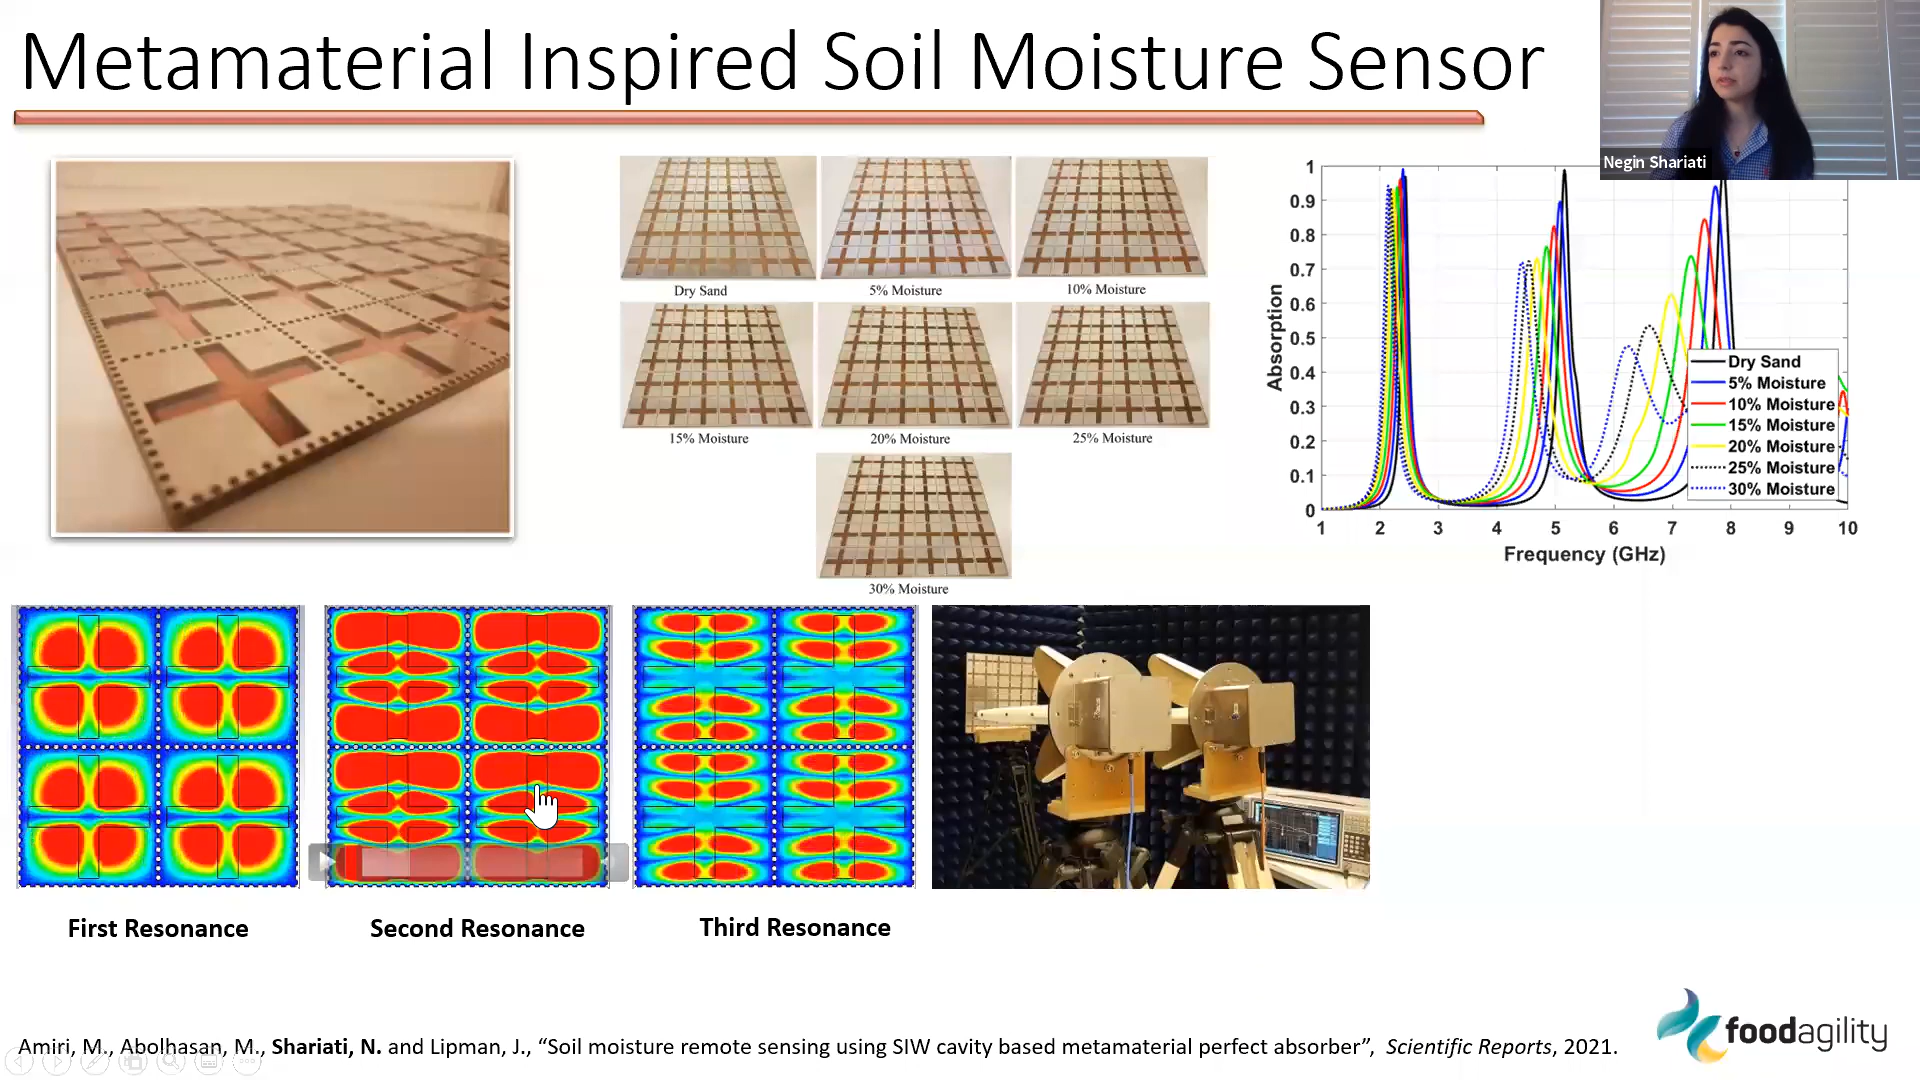 Metamaterial Inspired Soil Moisture Sensor
Negin Shariati
Dry Sand
5% Moisture
10% Moisture
15% Moisture
20% Moisture
25% Moisture
30% Moisture
Absorption
1
0.9
0.8
0.7
0.6
0.5
0.4
0.3
0.2
0.1
0
1 2 3 4 5 6 7 8 9 10
Frequency (GHz)
Dry Sand
5% Moisture
10% Moisture
15% Moisture
20% Moisture
25% Moisture
30% Moisture
First Resonance
Second Resonance
Third Resonance
Amiri, M., Abolhasan, M., Shariati, N. and Lipman, J., “Soil moisture remote sensing using SIW cavity based metamaterial perfect absorber”, Scientific Reports, 2021.
foodagility